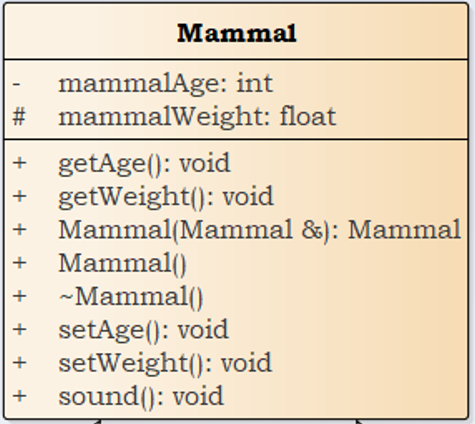 Mammal
- mammalAge: int
# mammalWeight: float
+ getAge(): void
+ getWeight(): void
+ Mammal(Mammal &): Mammal
+ Mammal()
+ ~Mammal()
+ setAge(): void
+ setWeight(): void
+ sound(): void